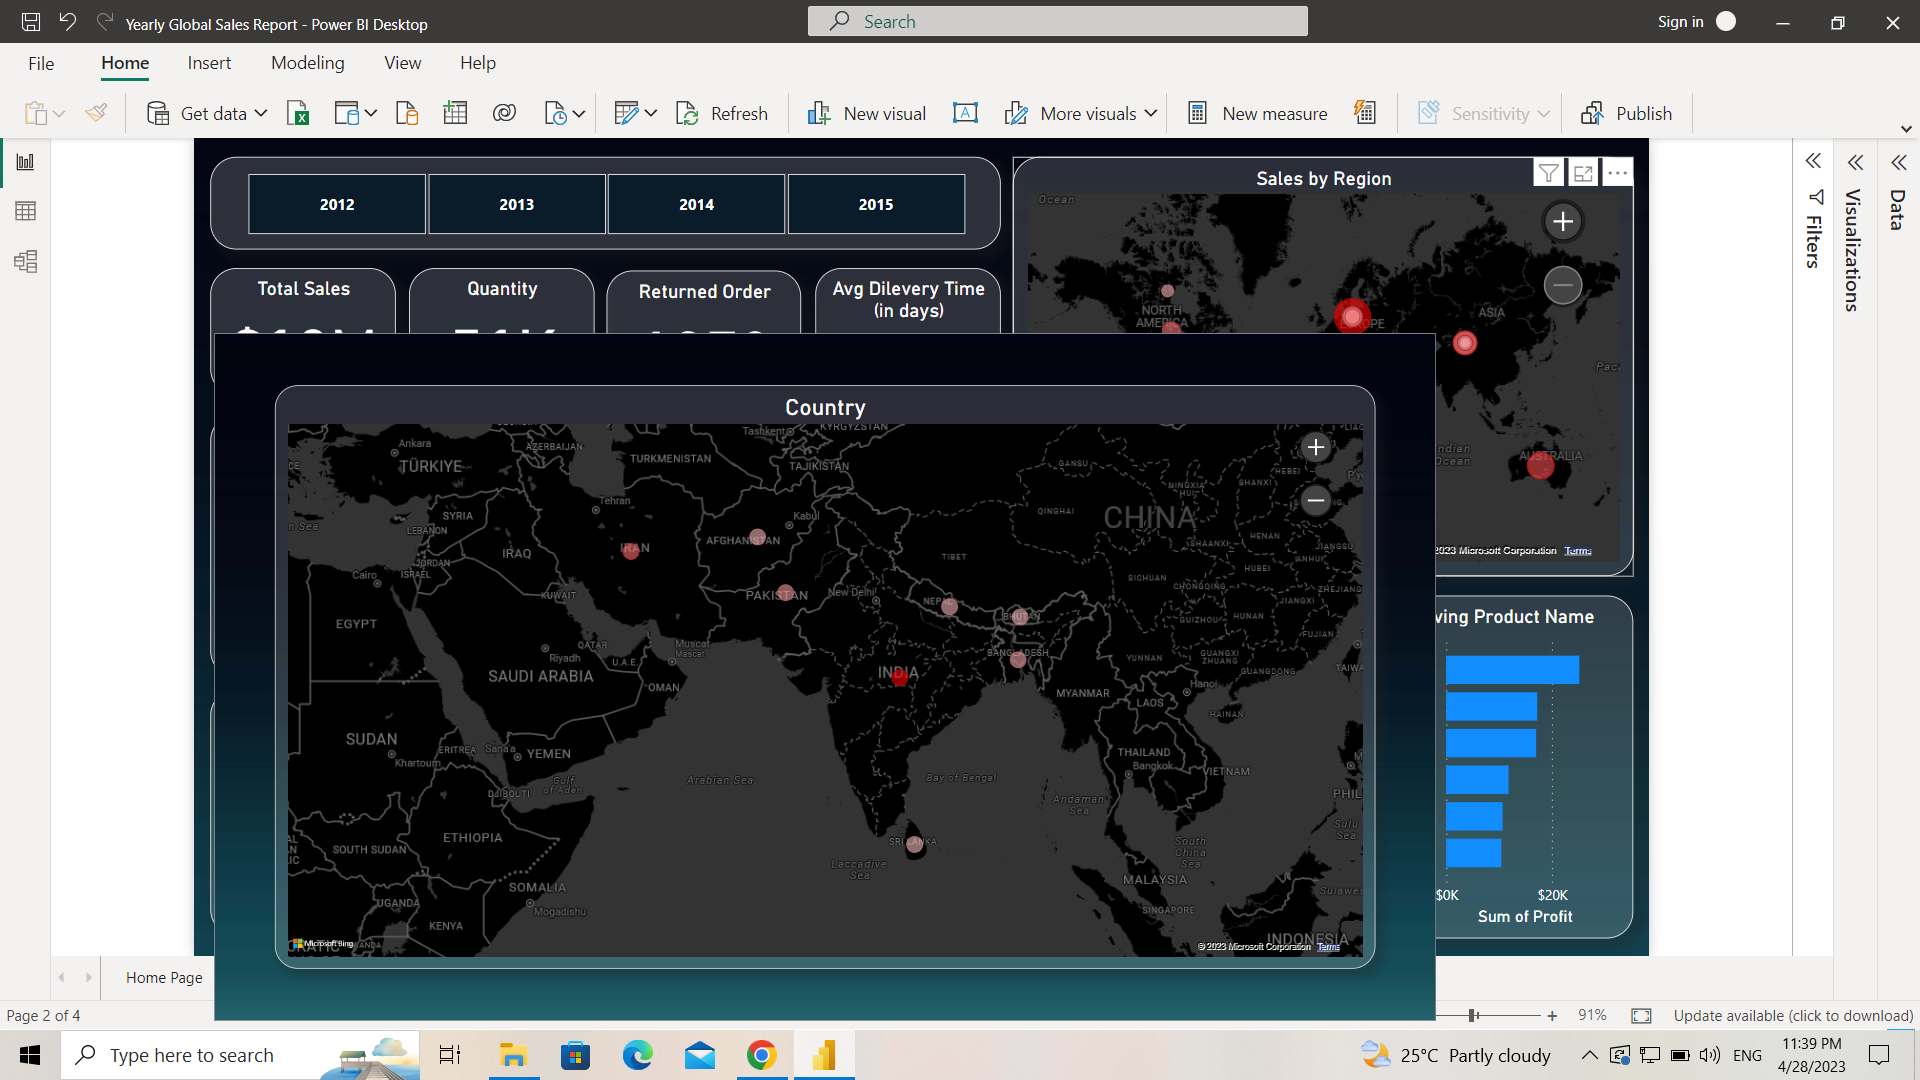 Yearly Global Sales Report - Power BI Desktop
Search
Sign in
File
Home
Insert
Modeling
View
Help
Get data
Refresh
New visual
More visuals
New measure
Sensitivity
Publish
2012
2013
2014
2015
Total Sales
Quantity
Returned Order
Avg Dilevery Time
(in days)
Sales by Region
Ocean
NORTH
AMERICA
ASIA
AUSTRALIA
Ocean
2023 Microsoft Corporation Terms
Filters
Visualizations
Data
Country
Ankara
TÜRKIYE
AZERBAIJAN
TURKMENISTAN
Tashkent
KYRGYZSTAN
TAJIKISTAN
Tehran
SYRIA
LEBANON
IRAQ
JORDAN
ISRAEL
Cairo
IRAN
AFGHANISTAN
Kabul
KUWAIT
PAKISTAN
New Delhi
NEPAL
BHUTAN
TIBET
QINGHAI
GANSU
NINGXIA
HUI
SHANXI
HEBEI
CHINA
SHAANXI
HENAN
JIANGSU
ANHUI
HUBEI
SICHUAN
CHONGQING
ZHEJIANG
JIANGXI
HUNAN
GUIZHOU
FUJIAN
YUNNAN
GUANGXI
ZHUANG
GUANGDONG
EGYPT
QATAR
Riyadh
U.A.E.
Muscat
Mascat
SAUDI ARABIA
OMAN
INDIA
BANGLADESH
MYANMAR
Hanoi
LAOS
HAINAN
SUDAN
Khartoum
ERITREA
Sana'a
YEMEN
Gulf
of Aden
DJIBOUTI
Arabian Sea
Bay of Bengal
THAILAND
Bangkok
VIETNAM
Andaman
Sea
ETHIOPIA
SOUTH SUDAN
SOMALIA
Mogadishu
UGANDA
KENYA
Laccadive
Sea
SRI LANKA
South
China
Sea
Sulu
Sea
MALAYSIA
SINGAPORE
INDONESIA
Microsoft Bing
© 2023 Microsoft Corporation Terms
ving Product Name
$0K
$20K
Sum of Profit
Home Page
Page 2 of 4
91%
Update available (click to download)
Type here to search
25°C Partly cloudy
ENG
11:39 PM
4/28/2023